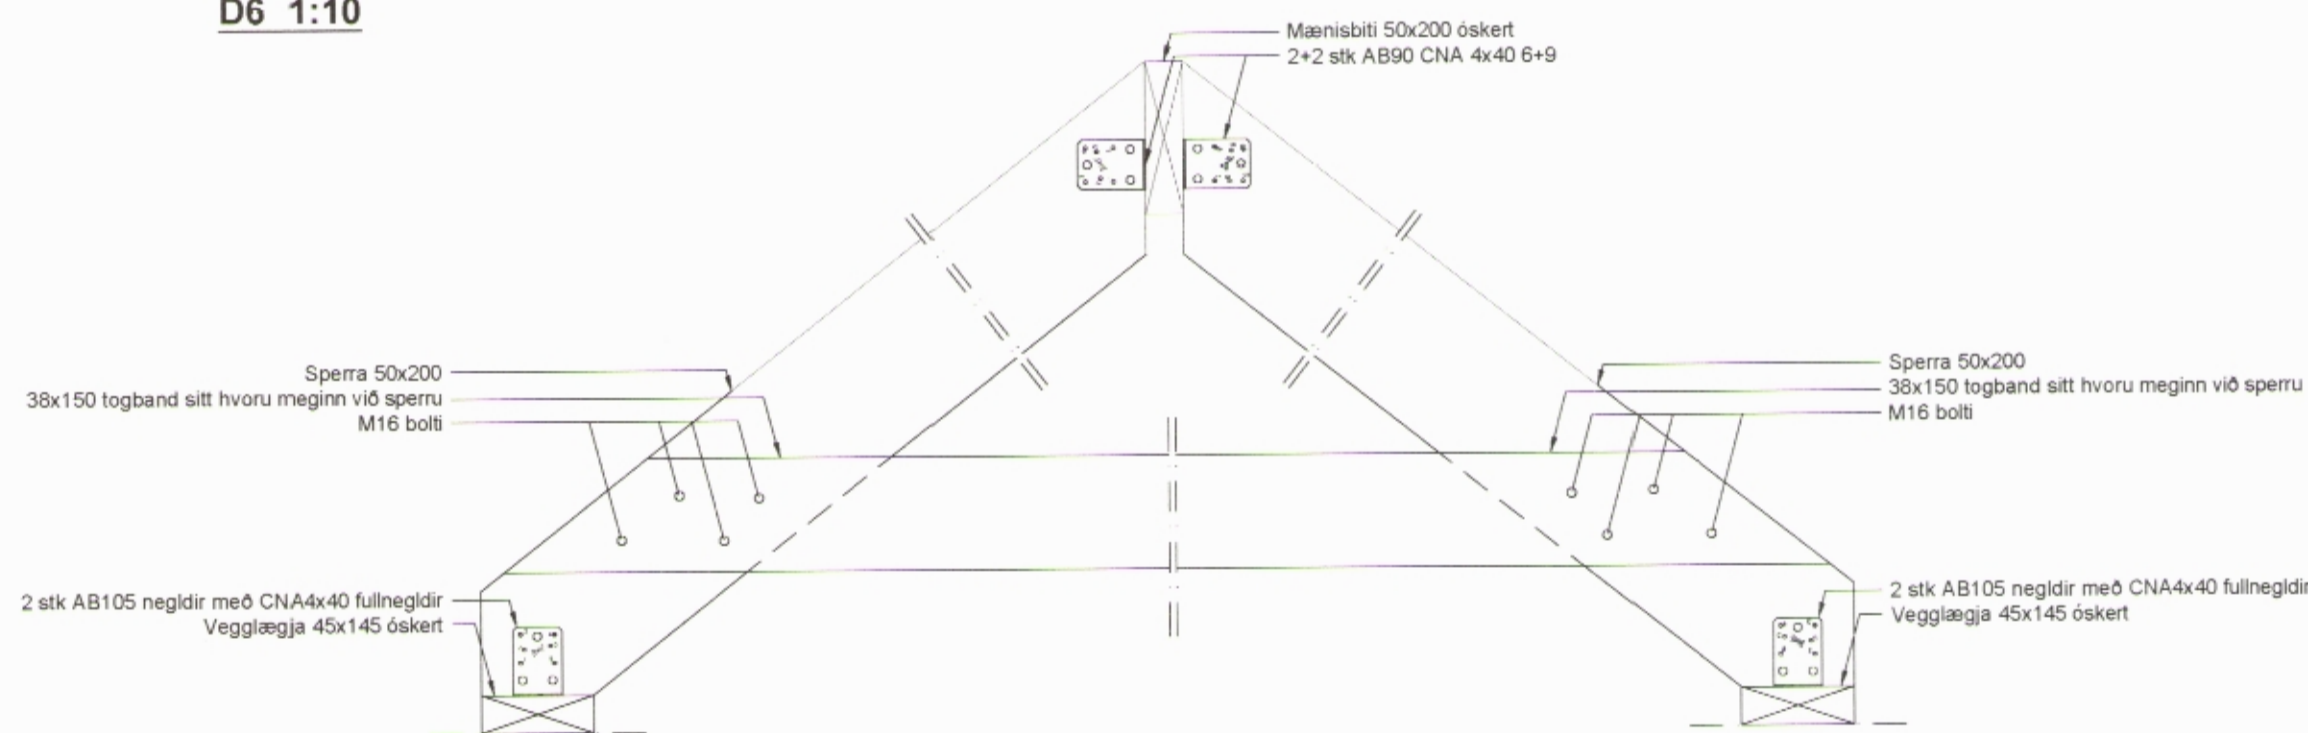 D6 1:10
Mænisbiti 50x200 óskert
2+2 stk AB90 CNA 4x40 6+9
Sperra 50x200
38x150 togband sitt hvoru meginn við sperru
M16 bolti
Sperra 50x200
38x150 togband sitt hvoru meginn við sperru
M16 bolti
2 stk AB105 negldir með CNA4x40 fullnegldir
Vegglægja 45x145 óskert
2 stk AB105 negldir með CNA4x40 fullnegldir
Vegglægja 45x145 óskert